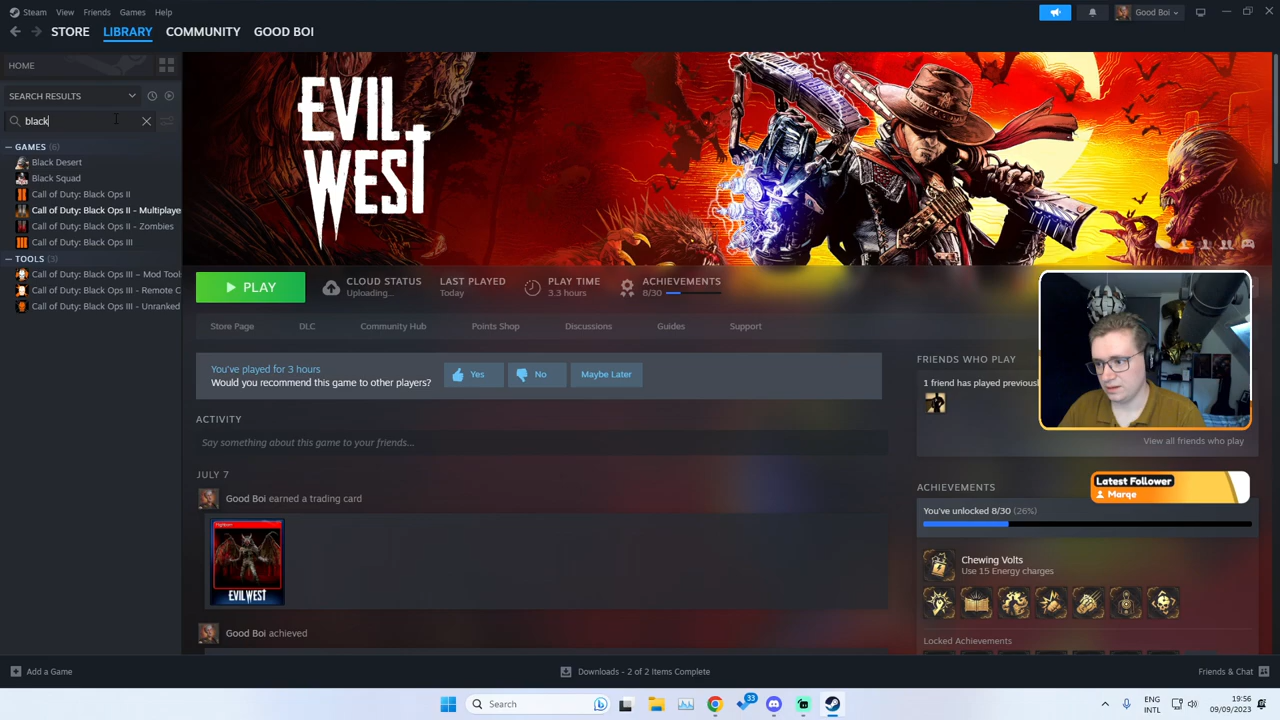 Steam View Friends Games Help
Good Boi
STORE LIBRARY COMMUNITY GOOD BOI
HOME
SEARCH RESULTS
black
GAMES (6)
Black Desert
Black Squad
Call of Duty: Black Ops II
Call of Duty: Black Ops II - Multiplaye
Call of Duty: Black Ops II - Zombies
Call of Duty: Black Ops III
TOOLS (3)
Call of Duty: Black Ops III - Mod Tool
Call of Duty: Black Ops III - Remote C
Call of Duty: Black Ops III - Unranked
EVIL
WEST
PLAY
CLOUD STATUS
Uploading...
LAST PLAYED
Today
PLAY TIME
3.3 hours
ACHIEVEMENTS
8/30
Store Page DLC Community Hub Points Shop Discussions Guides Support
You've played for 3 hours
Would you recommend this game to other players?
Yes No Maybe Later
ACTIVITY
Say something about this game to your friends...
JULY 7
Good Boi earned a trading card
EVIL WEST
Good Boi achieved
FRIENDS WHO PLAY
1 friend has played previous
View all friends who play
Latest Follower
Marqe
ACHIEVEMENTS
You've unlocked 8/30 (26%)
Chewing Volts
Use 15 Energy charges
Locked Achievements
Add a Game
Downloads - 2 of 2 Items Complete
Friends & Chat
Search
33
ENG
INTL
19:56
09/09/2023